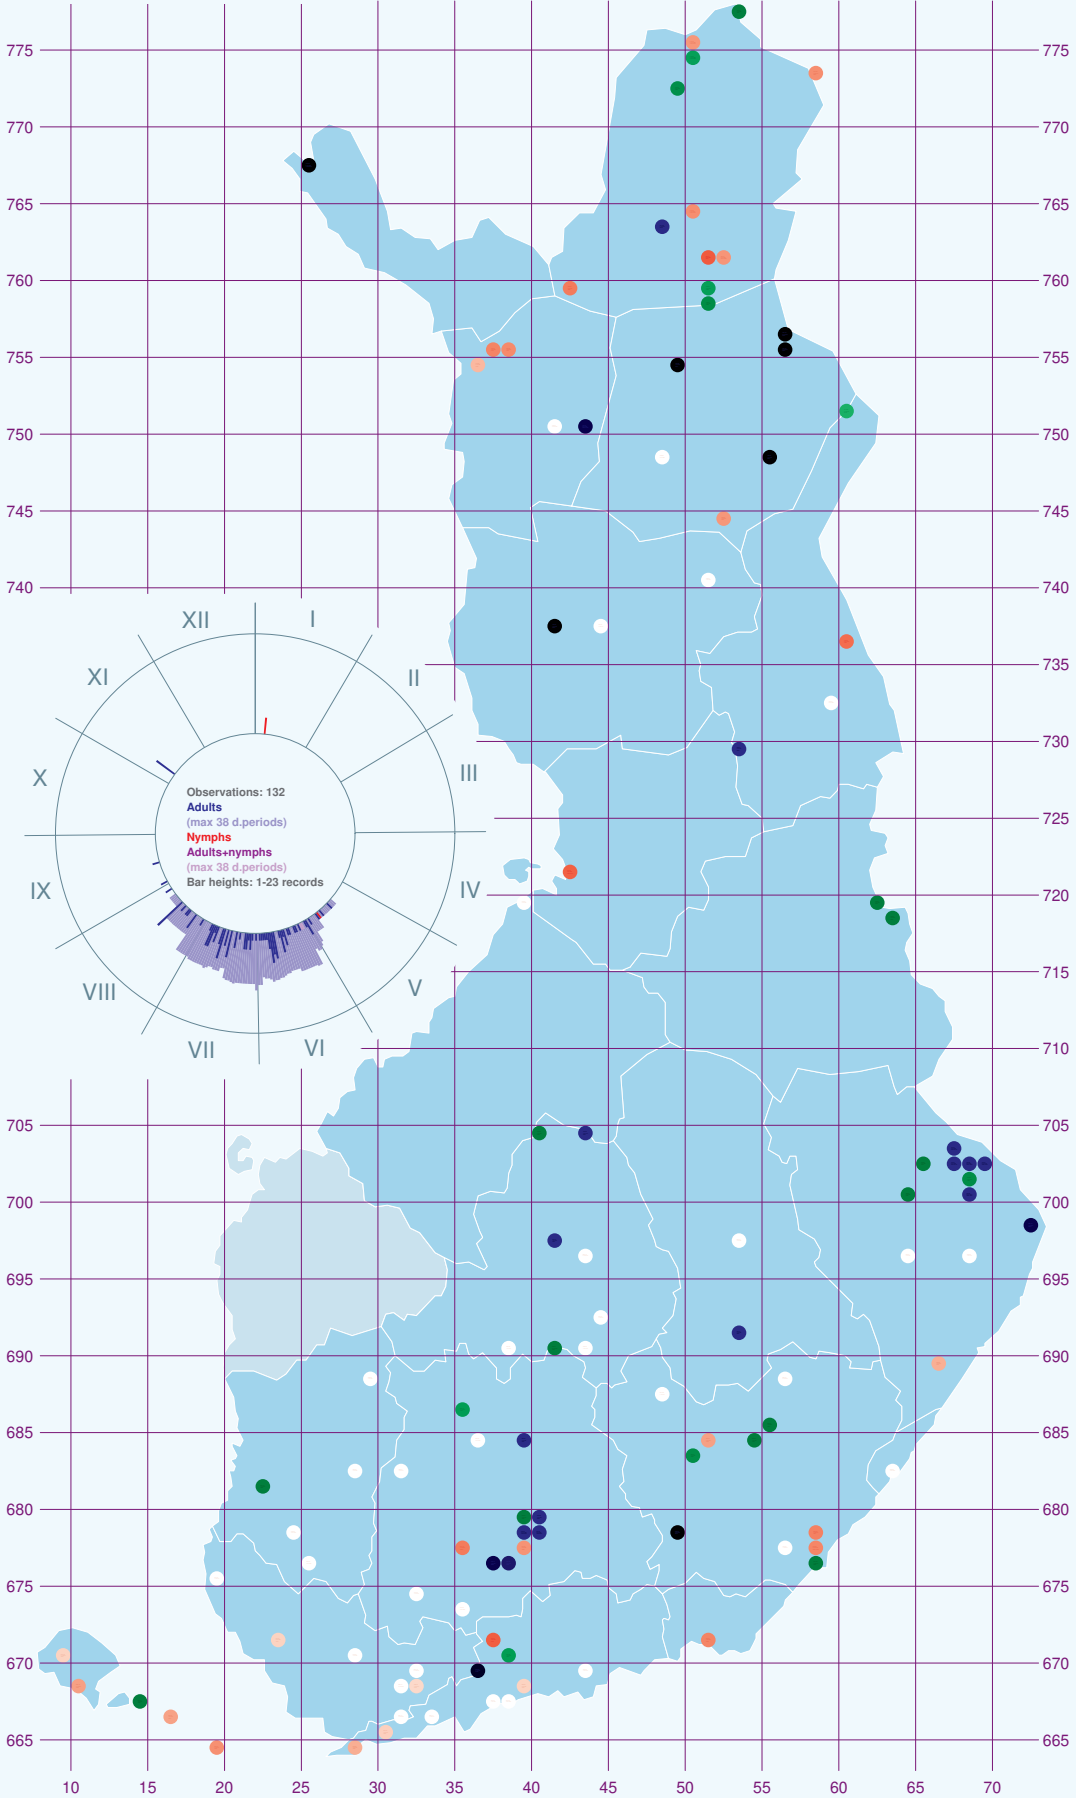 775 775
770 770
765 765
760 760
755 755
750 750
745 745
740 740
XII I
XI II
735 735
730 730
X III
Observations: 132
Adults
(max 38 d.periods)
725 725
Nymphs
Adults+nymphs
(max 38 d.periods)
Bar heights: 1-23 records
IX IV
720 720
715 715
VIII V
VII VI
710 710
705 705
700 700
695 695
690 690
685 685
680 680
675 675
670 670
665 665
10 15 20 25 30 35 40 45 50 55 60 65 70